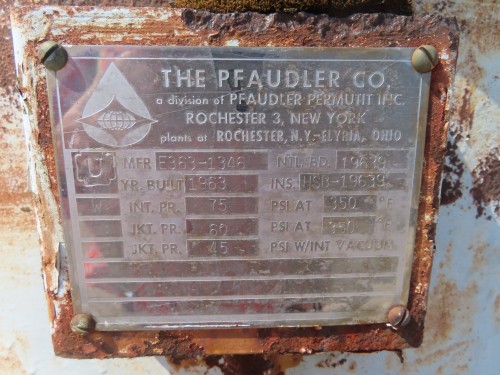 THE PFAUDLER CO.
a division of PFAUDLER PERMUTIT INC.
ROCHESTER 3, NEW YORK
plants at ROCHESTER, N.Y.-ELYRIA, OHIO
U MFR E363-1346 NAT. BD. 19639
YR. BUILT 1963 INS. HSB-19639
W INT. PR. 75 PSI AT 350 °F
JKT. PR. 60 PSI AT 350 °F
JKT. PR. 45 PSI W/INT VACUUM